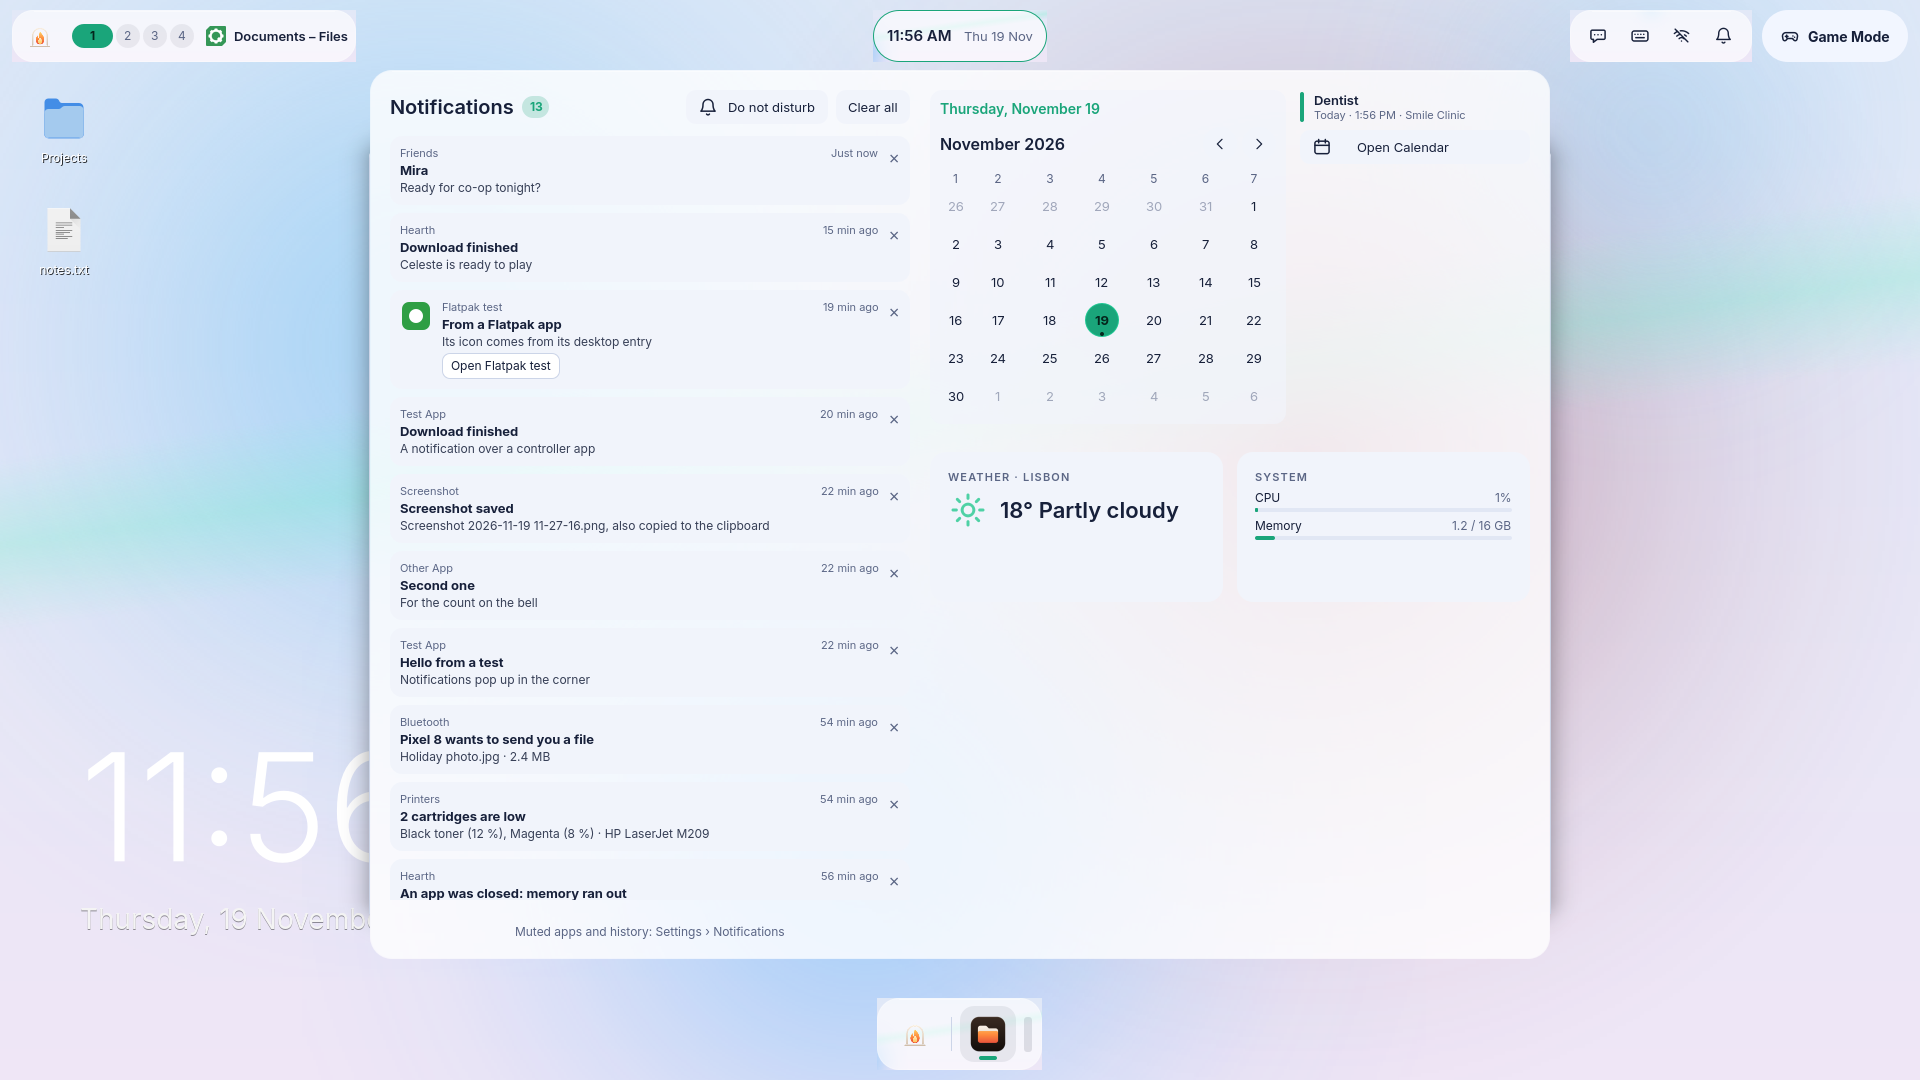 1 2 3 4 Documents – Files
11:56 AM Thu 19 Nov
Game Mode
Projects
notes.txt
11:56
Thursday, 19 Novemb
Notifications 13
Do not disturb
Clear all
Friends Just now
Mira
Ready for co-op tonight?
Hearth 15 min ago
Download finished
Celeste is ready to play
Flatpak test 19 min ago
From a Flatpak app
Its icon comes from its desktop entry
Open Flatpak test
Test App 20 min ago
Download finished
A notification over a controller app
Screenshot 22 min ago
Screenshot saved
Screenshot 2026-11-19 11-27-16.png, also copied to the clipboard
Other App 22 min ago
Second one
For the count on the bell
Test App 22 min ago
Hello from a test
Notifications pop up in the corner
Bluetooth 54 min ago
Pixel 8 wants to send you a file
Holiday photo.jpg · 2.4 MB
Printers 54 min ago
2 cartridges are low
Black toner (12 %), Magenta (8 %) · HP LaserJet M209
Hearth 56 min ago
An app was closed: memory ran out
Muted apps and history: Settings › Notifications
Thursday, November 19
November 2026
1 2 3 4 5 6 7
26 27 28 29 30 31 1
2 3 4 5 6 7 8
9 10 11 12 13 14 15
16 17 18 19 20 21 22
23 24 25 26 27 28 29
30 1 2 3 4 5 6
Dentist
Today · 1:56 PM · Smile Clinic
Open Calendar
WEATHER · LISBON
18° Partly cloudy
SYSTEM
CPU 1%
Memory 1.2 / 16 GB